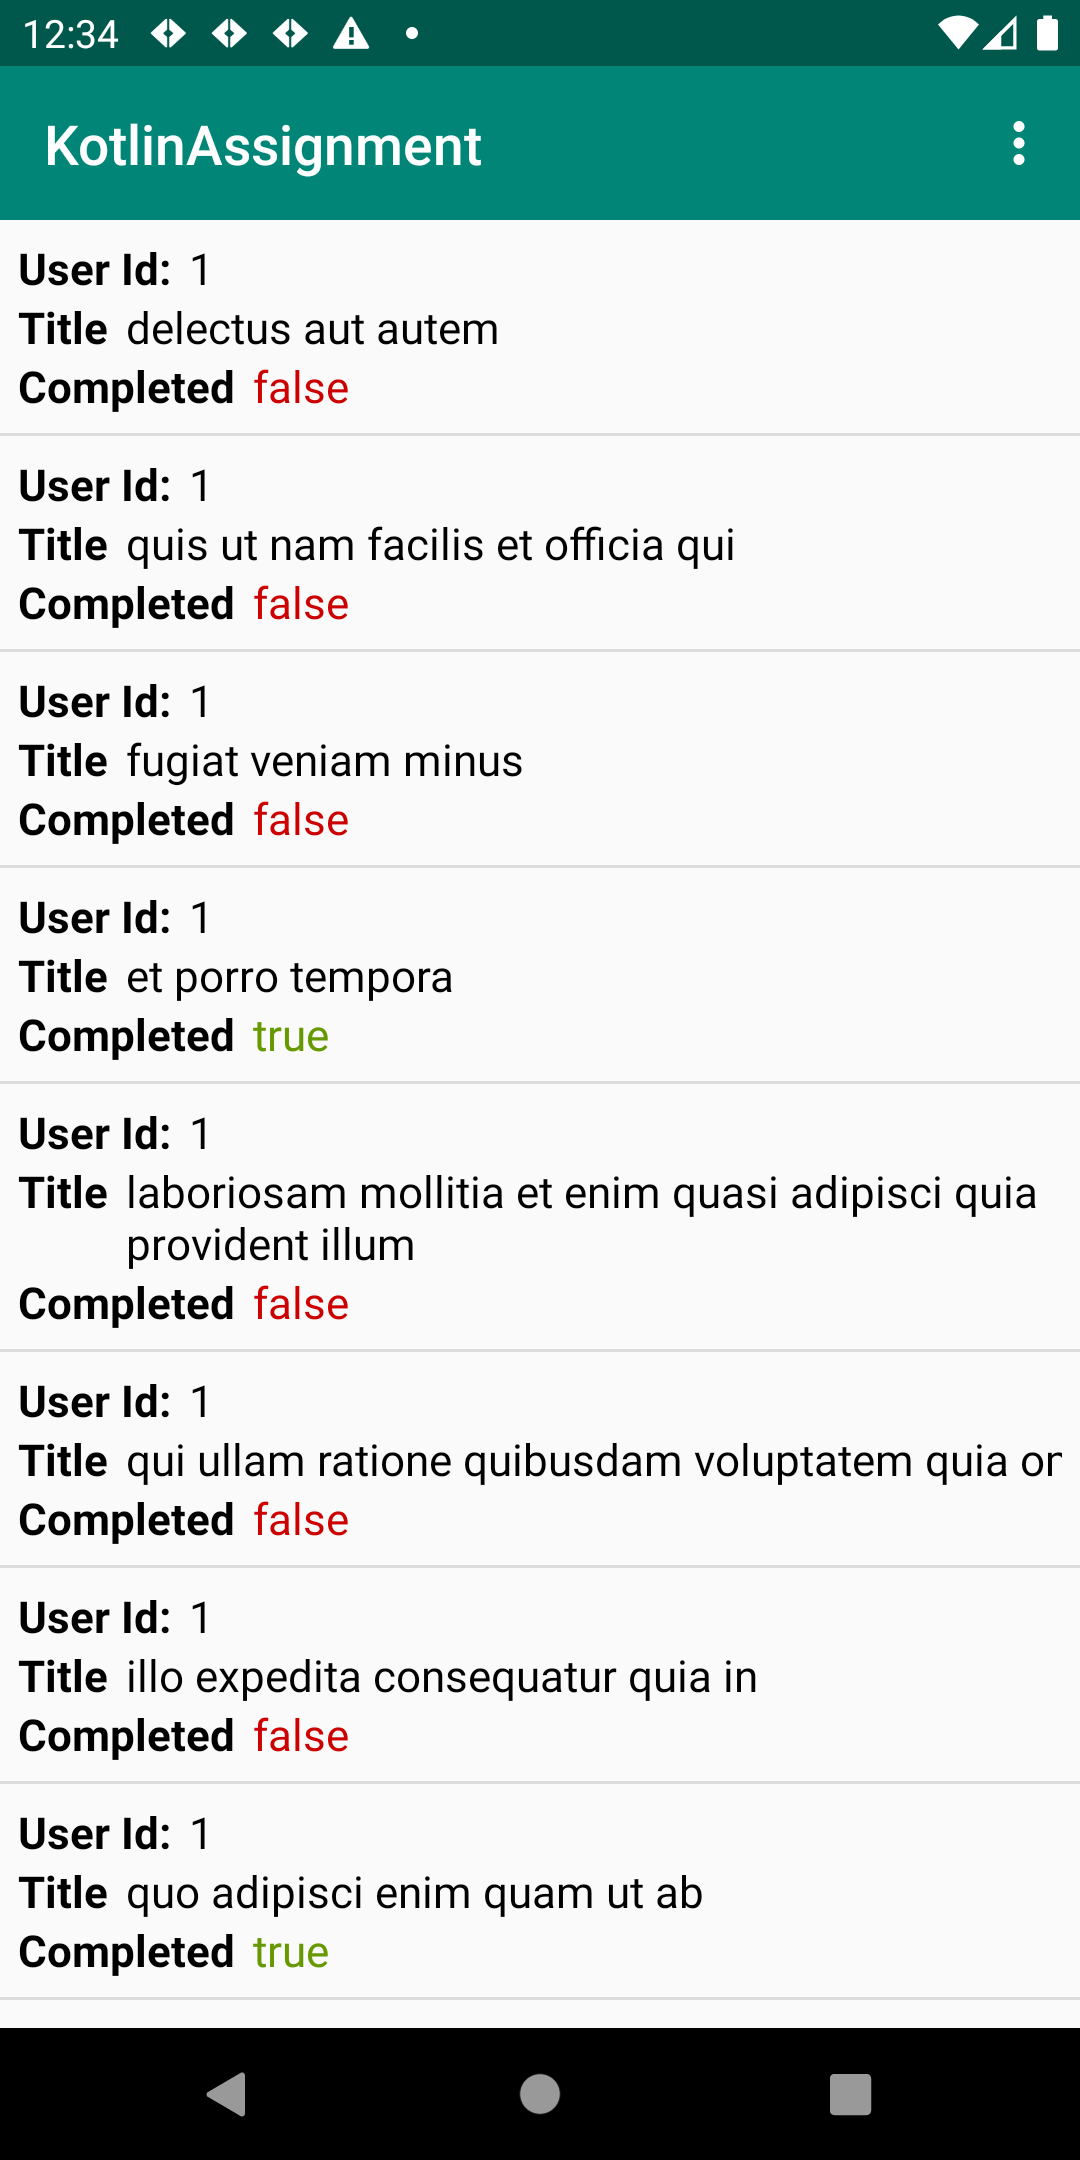 12:34
KotlinAssignment
User Id: 1
Title delectus aut autem
Completed false
User Id: 1
Title quis ut nam facilis et officia qui
Completed false
User Id: 1
Title fugiat veniam minus
Completed false
User Id: 1
Title et porro tempora
Completed true
User Id: 1
Title laboriosam mollitia et enim quasi adipisci quia
provident illum
Completed false
User Id: 1
Title qui ullam ratione quibusdam voluptatem quia
Completed false
User Id: 1
Title illo expedita consequatur quia in
Completed false
User Id: 1
Title quo adipisci enim quam ut ab
Completed true